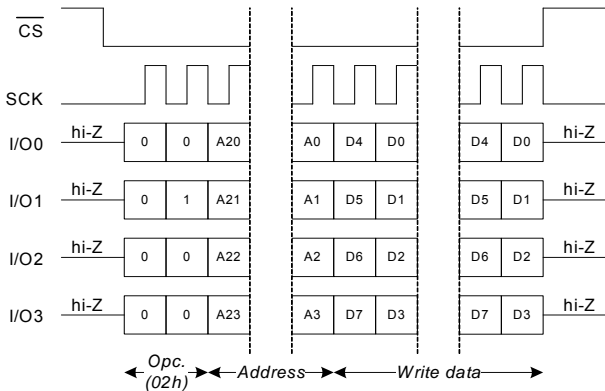 CS
SCK
I/O0 hi-Z 0 0 A20 A0 D4 D0 D4 D0 hi-Z
I/O1 hi-Z 0 1 A21 A1 D5 D1 D5 D1 hi-Z
I/O2 hi-Z 0 0 A22 A2 D6 D2 D6 D2 hi-Z
I/O3 hi-Z 0 0 A23 A3 D7 D3 D7 D3 hi-Z
Opc. Address Write data
(02h)